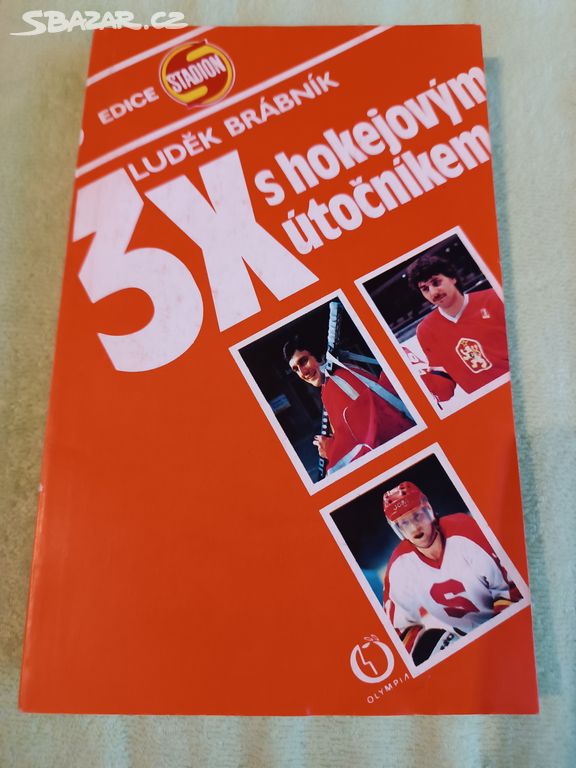 SBAZAR.CZ
EDICE STADION
LUDĚK BRÁBNÍK
3X s hokejovým
útočníkem
S
OLYMPIA